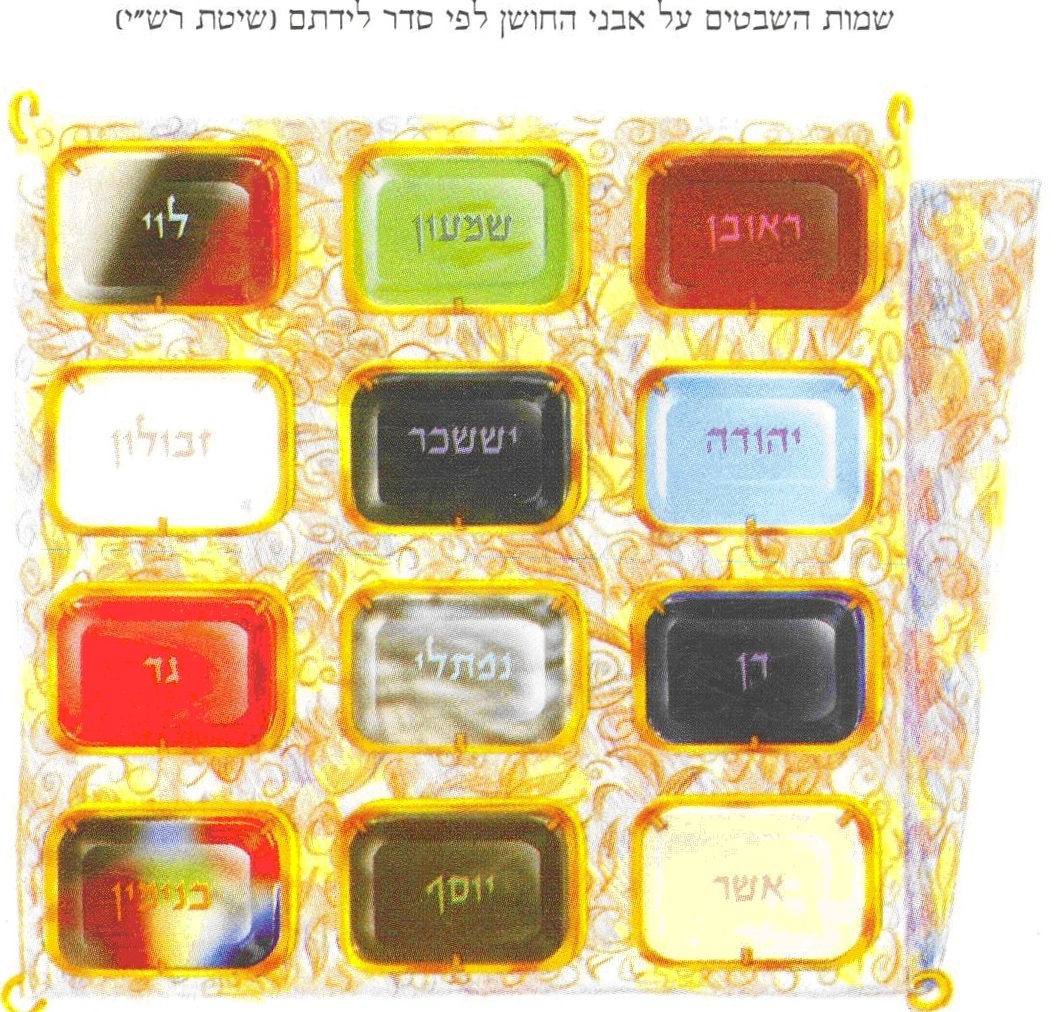 שמות השבטים על אבני החושן לפי סדר לידתם (שיטת רש״י)
ראובן שמעון לוי
יהודה יששכר זבולון
דן נפתלי גד
אשר יוסף בנימין